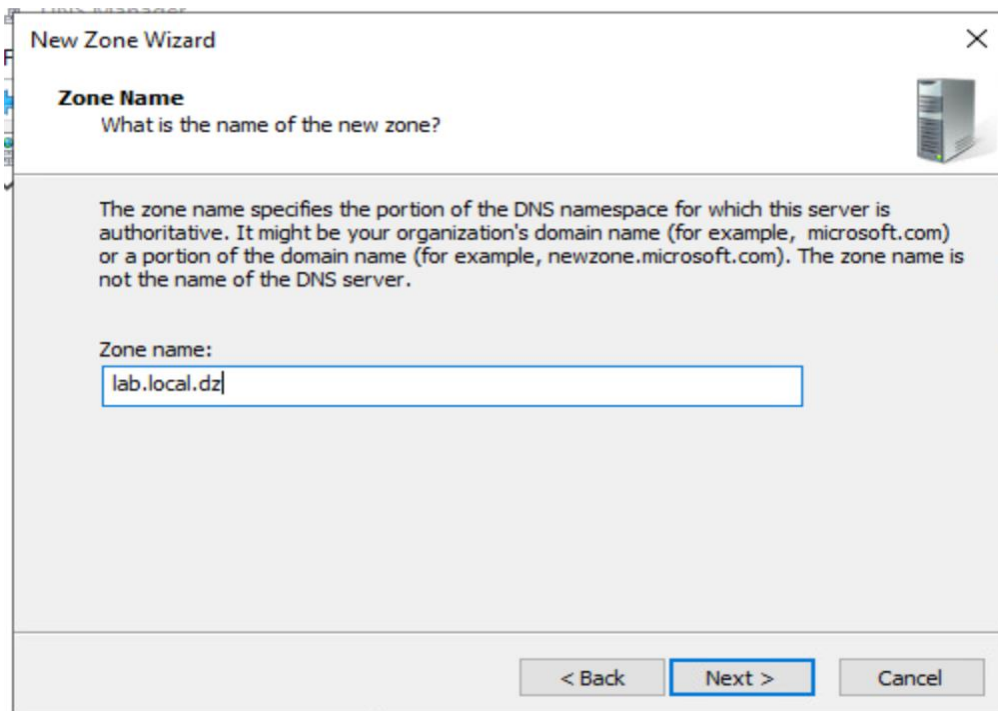 DNS Manager
New Zone Wizard
Zone Name
What is the name of the new zone?
The zone name specifies the portion of the DNS namespace for which this server is
authoritative. It might be your organization's domain name (for example, microsoft.com)
or a portion of the domain name (for example, newzone.microsoft.com). The zone name is
not the name of the DNS server.
Zone name:
lab.local.dz
< Back Next > Cancel